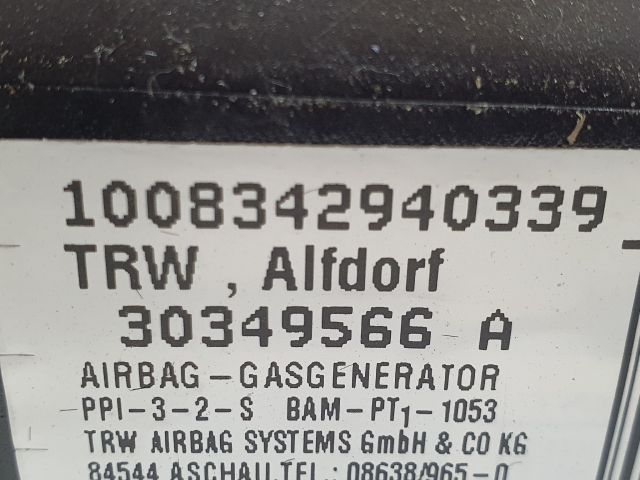 1008342940339
TRW , Alfdorf
30349566 A
AIRBAG-GASGENERATOR
PPI-3-2-S BAM-PT1-1053
TRW AIRBAG SYSTEMS GmbH & CO KG
84544 ASCHAU.TEL.: 08638/965-0